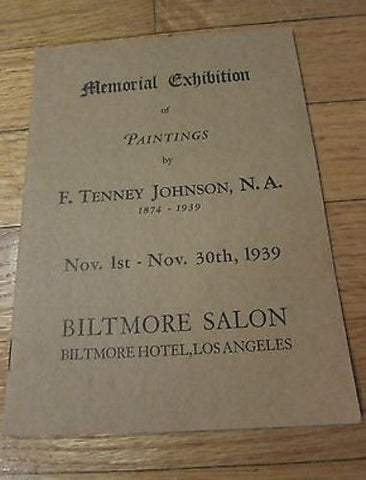 Memorial Exhibition
of
PAINTINGS
by
F. TENNEY JOHNSON, N. A.
1874 - 1939
Nov. 1st - Nov. 30th, 1939
BILTMORE SALON
BILTMORE HOTEL, LOS ANGELES